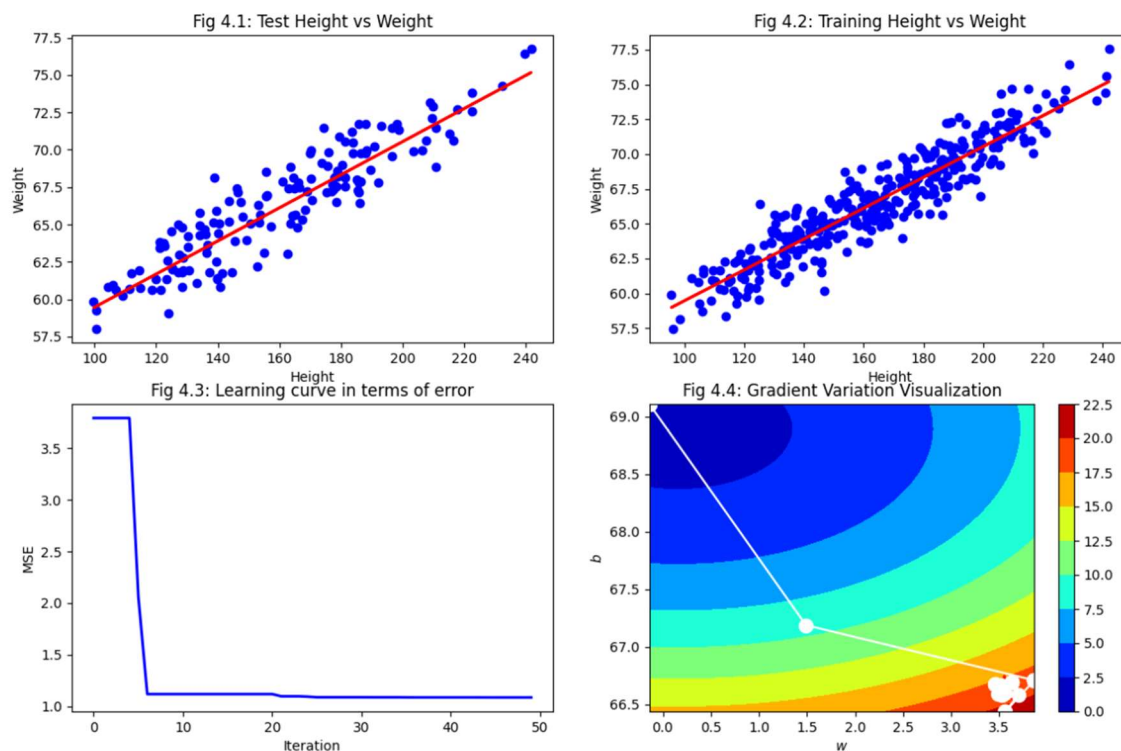 Fig 4.1: Test Height vs Weight
77.5
75.0
72.5
70.0
67.5
65.0
62.5
60.0
57.5
Weight
100 120 140 160 180 200 220 240
Height
Fig 4.2: Training Height vs Weight
77.5
75.0
72.5
70.0
67.5
65.0
62.5
60.0
57.5
Weight
100 120 140 160 180 200 220 240
Height
Fig 4.3: Learning curve in terms of error
3.5
3.0
2.5
2.0
1.5
1.0
MSE
0 10 20 30 40 50
Iteration
Fig 4.4: Gradient Variation Visualization
69.0
68.5
68.0
67.5
67.0
66.5
b
0.0 0.5 1.0 1.5 2.0 2.5 3.0 3.5
w
22.5
20.0
17.5
15.0
12.5
10.0
7.5
5.0
2.5
0.0